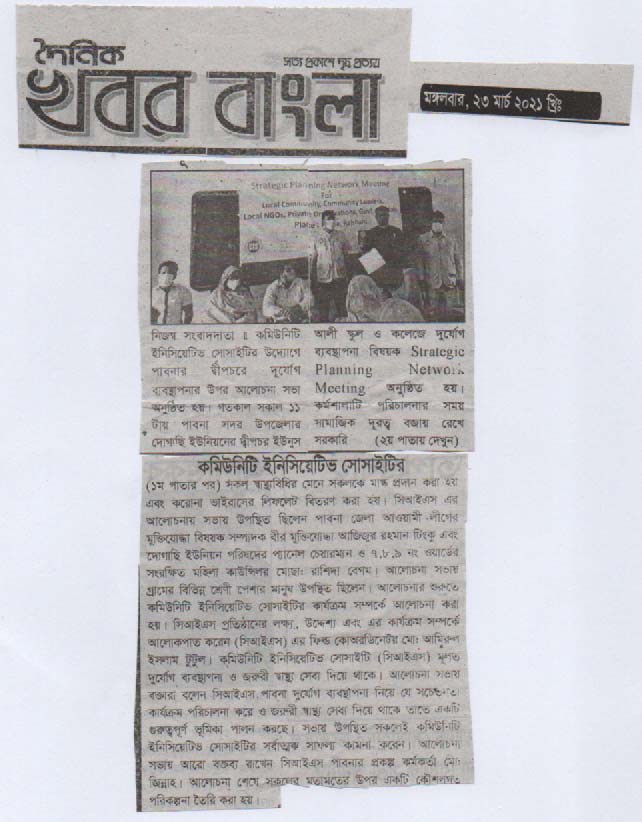 দৈনিক
সত্য প্রকাশে দৃঢ় প্রত্যয়
খবর বাংলা
মঙ্গলবার, ২৩ মার্চ ২০২১ খ্রিঃ
Strategic Planning Network Meeting
For
Local Community, Community Leaders,
Local NGOs, Private Organizations, Govt.
নিজস্ব সংবাদদাতা ॥ কমিউনিটি
ইনিসিয়েটিভ সোসাইটির উদ্যোগে
পাবনার দ্বীপচরে দুর্যোগ
ব্যবস্থাপনার উপর আলোচনা সভা
অনুষ্ঠিত হয়। গতকাল সকাল ১১
টায় পাবনা সদর উপজেলার
দোগাছি ইউনিয়নের দ্বীপচর ইউনুস
আলী স্কুল ও কলেজে দুর্যোগ
ব্যবস্থাপনা বিষয়ক Strategic
Planning Network
Meeting অনুষ্ঠিত হয়।
কর্মশালাটি পরিচালনার সময়
সামাজিক দূরত্ব বজায় রেখে
সরকারি (২য় পাতায় দেখুন)
কমিউনিটি ইনিসিয়েটিভ সোসাইটির
(১ম পাতার পর) সকল স্বাস্থ্যবিধির মেনে সকলকে মাস্ক প্রদান করা হয়
এবং করোনা ভাইরাসের লিফলেট বিতরণ করা হয়। সিআইএস এর
আলোচনায় সভায় উপস্থিত ছিলেন পাবনা জেলা আওয়ামী লীগের
মুক্তিযোদ্ধা বিষয়ক সম্পাদক বীর মুক্তিযোদ্ধা আজিজুর রহমান টিংকু এবং
দোগাছি ইউনিয়ন পরিষদের প্যানেল চেয়ারম্যান ও ৭,৮,৯ নং ওয়ার্ডের
সংরক্ষিত মহিলা কাউন্সিলর মোছাঃ রাশিদা বেগম। আলোচনা সভায়
গ্রামের বিভিন্ন শ্রেণী পেশার মানুষ উপস্থিত ছিলেন। আলোচনার শুরুতে
কমিউনিটি ইনিসিয়েটিভ সোসাইটির কার্যক্রম সম্পর্কে আলোচনা করা
হয়। সিআইএস প্রতিষ্ঠানের লক্ষ্য, উদ্দেশ্য এবং এর কার্যক্রম সম্পর্কে
আলোকপাত করেন (সিআইএস) এর ফিল্ড কোঅরডিনেটর মো: আমিরুল
ইসলাম টুটুল। কমিউনিটি ইনিসিয়েটিভ সোসাইটি (সিআইএস) মূলত
দুর্যোগ ব্যবস্থাপনা ও জরুরী স্বাস্থ্য সেবা দিয়ে থাকে। আলোচনা সভায়
বক্তারা বলেন সিআইএস পাবনা দুর্যোগ ব্যবস্থাপনা নিয়ে যে সচেতনতা
কার্যক্রম পরিচালনা করে ও জরুরী স্বাস্থ্য সেবা দিয়ে থাকে তাতে একটি
গুরুত্বপূর্ণ ভূমিকা পালন করছে। সভায় উপস্থিত সকলেই কমিউনিটি
ইনিসিয়েটিভ সোসাইটির সর্বাত্মক সাফল্য কামনা করেন। আলোচনা
সভায় আরো বক্তব্য রাখেন সিআইএস পাবনার প্রকল্প কর্মকর্তা মো:
জিন্নাহ। আলোচনা শেষে সকলের মতামতের উপর একটি কৌশলগত
পরিকল্পনা তৈরি করা হয়।